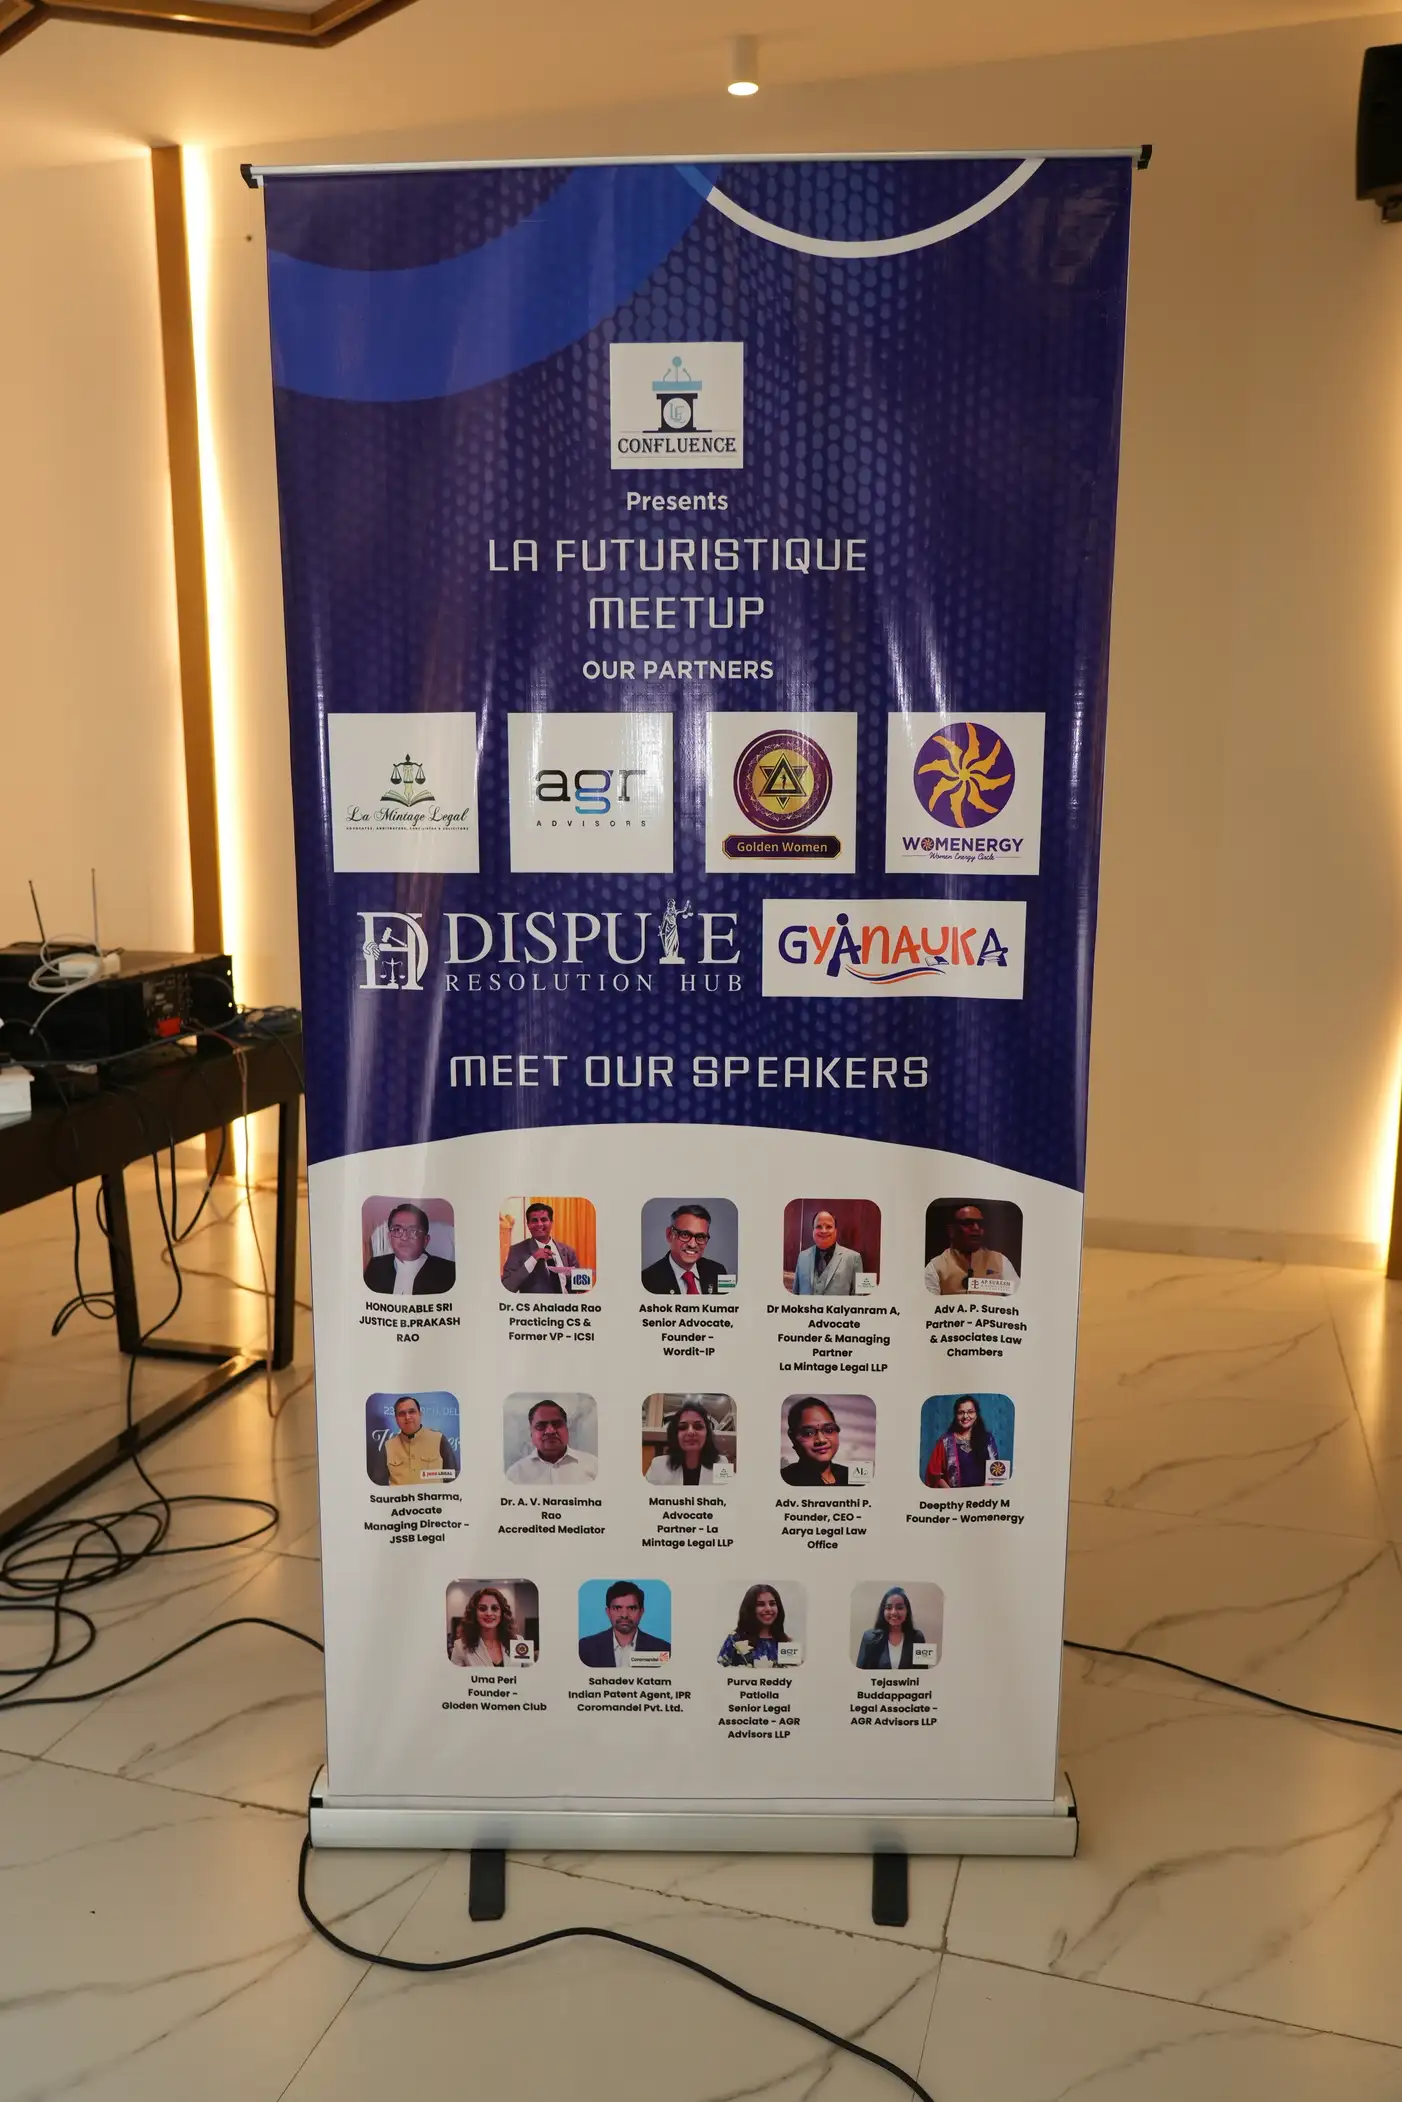 CONFLUENCE
Presents
LA FUTURISTIQUE
MEETUP
OUR PARTNERS
La Mintage Legal
agr
ADVISORS
Golden Women
WOMENERGY
Women Energy Circle
DISPUTE
RESOLUTION HUB
GYANAUKA
MEET OUR SPEAKERS
HONOURABLE SRI
JUSTICE B.PRAKASH
RAO
Dr. CS Ahalada Rao
Practicing CS &
Former VP - ICSI
Ashok Ram Kumar
Senior Advocate,
Founder -
Wordit-IP
Dr Moksha Kalyanram A,
Advocate
Founder & Managing
Partner
La Mintage Legal LLP
Adv A. P. Suresh
Partner - APSuresh
& Associates Law
Chambers
Saurabh Sharma,
Advocate
Managing Director -
JSSB Legal
Dr. A. V. Narasimha
Rao
Accredited Mediator
Manushi Shah,
Advocate
Partner - La
Mintage Legal LLP
Adv. Shravanthi P.
Founder, CEO -
Aarya Legal Law
Office
Deepthy Reddy M
Founder - Womenergy
Uma Peri
Founder -
Gloden Women Club
Sahadev Katam
Indian Patent Agent, IPR
Coromandel Pvt. Ltd.
Purva Reddy
Patlolla
Senior Legal
Associate - AGR
Advisors LLP
Tejaswini
Buddappagari
Legal Associate -
AGR Advisors LLP